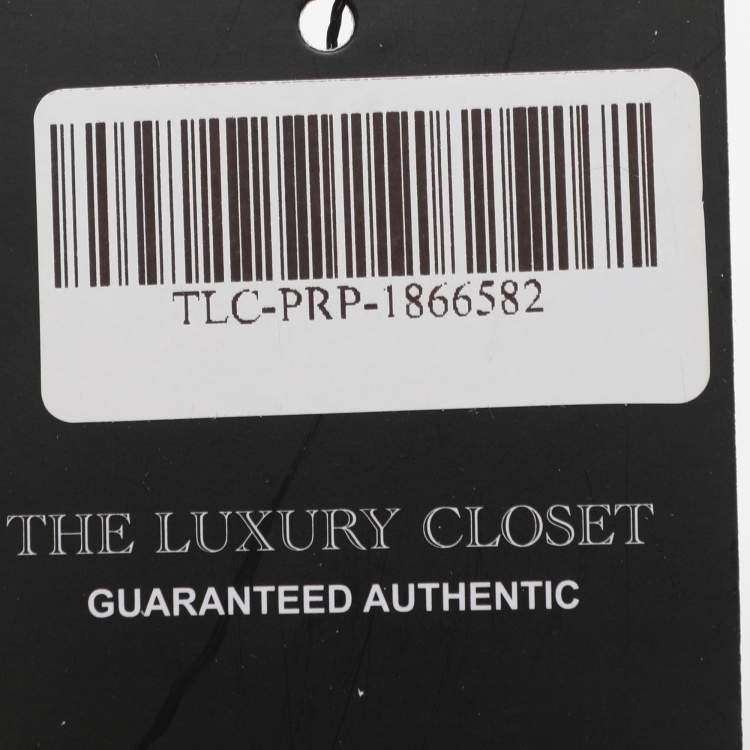 TLC-PRP-1866582
THE LUXURY CLOSET
GUARANTEED AUTHENTIC